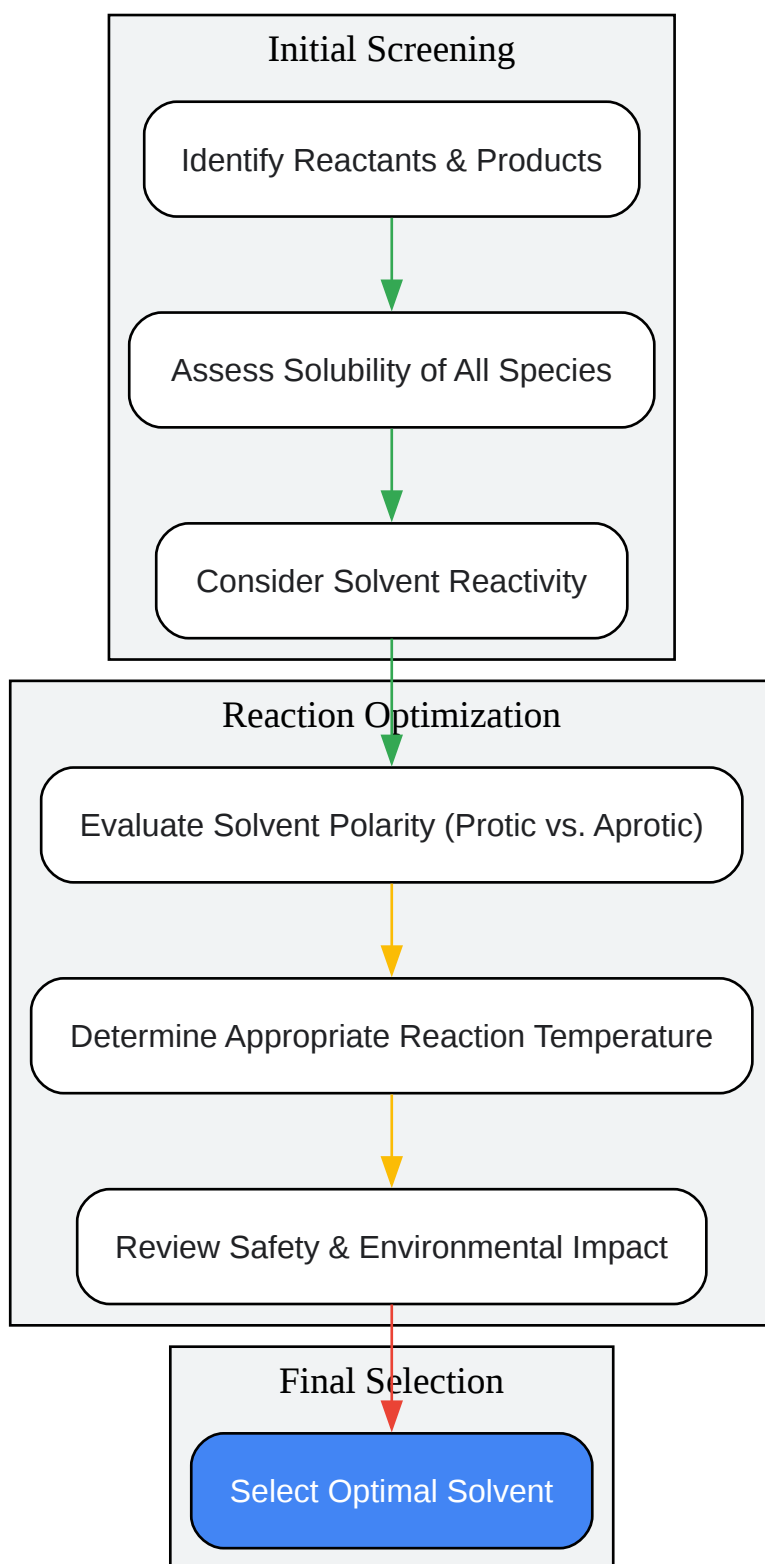 Initial Screening
Identify Reactants & Products
Assess Solubility of All Species
Consider Solvent Reactivity
Reaction Optimization
Evaluate Solvent Polarity (Protic vs. Aprotic)
Determine Appropriate Reaction Temperature
Review Safety & Environmental Impact
Final Selection
Select Optimal Solvent